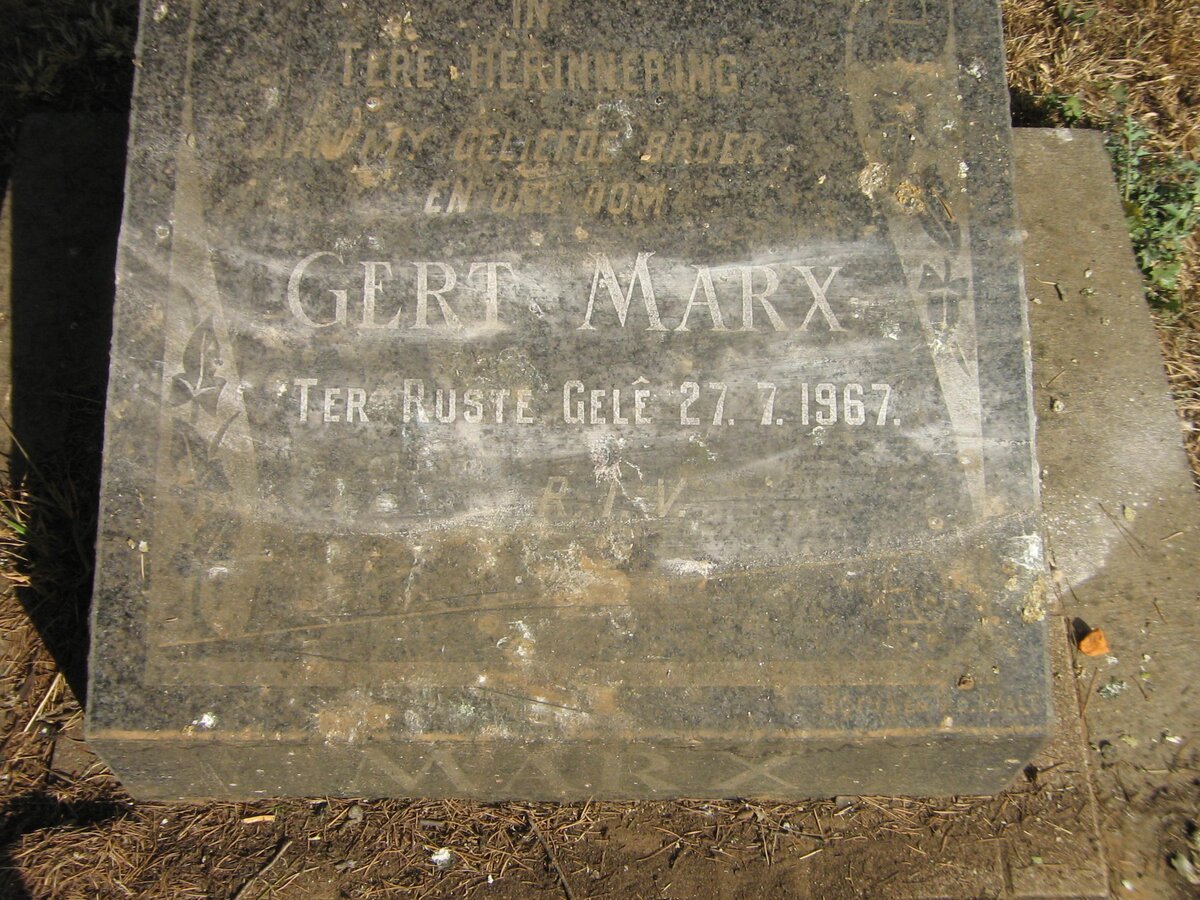 IN
TERE HERINNERING
AAN MY GELIEFDE BROER
EN ONS OOM
GERT MARX
TER RUSTE GELÊ 27.7.1967.
R.I.V.
MARX